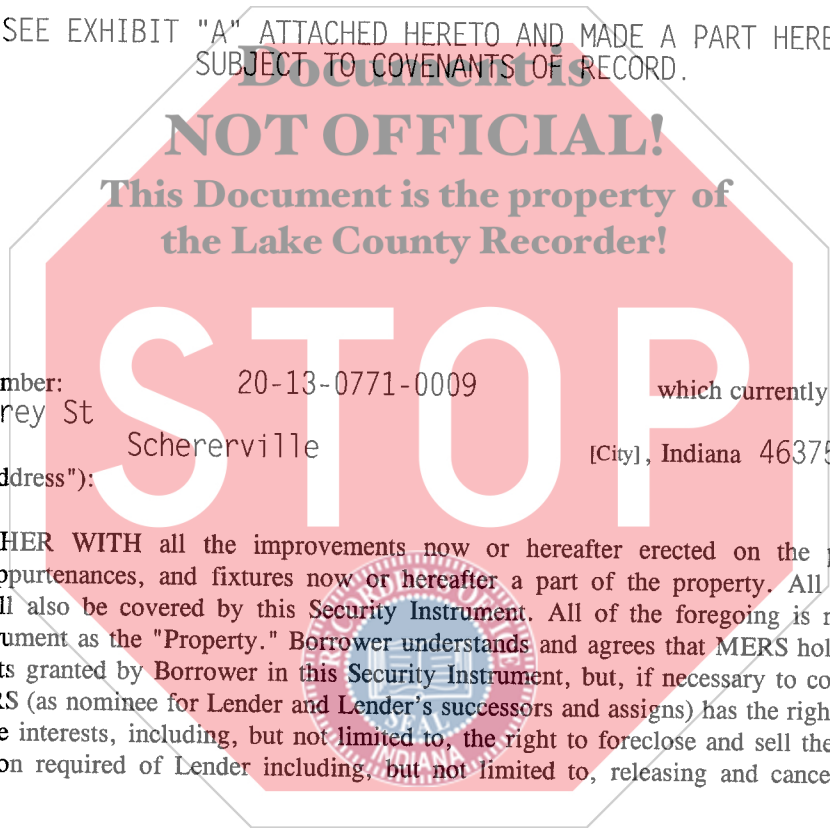 SEE EXHIBIT "A" ATTACHED HERETO AND MADE A PART HERE
SUBJECT TO COVENANTS OF RECORD.
Document is
NOT OFFICIAL!
This Document is the property of
the Lake County Recorder!
STOP
mber: 20-13-0771-0009 which currently
rey St
Schererville [City], Indiana 46375
ddress"):
HER WITH all the improvements now or hereafter erected on the p
ppurtenances, and fixtures now or hereafter a part of the property. All
ll also be covered by this Security Instrument. All of the foregoing is r
rument as the "Property." Borrower understands and agrees that MERS hol
ts granted by Borrower in this Security Instrument, but, if necessary to co
RS (as nominee for Lender and Lender's successors and assigns) has the righ
e interests, including, but not limited to, the right to foreclose and sell the
on required of Lender including, but not limited to, releasing and cance
SEAL
INDIANA